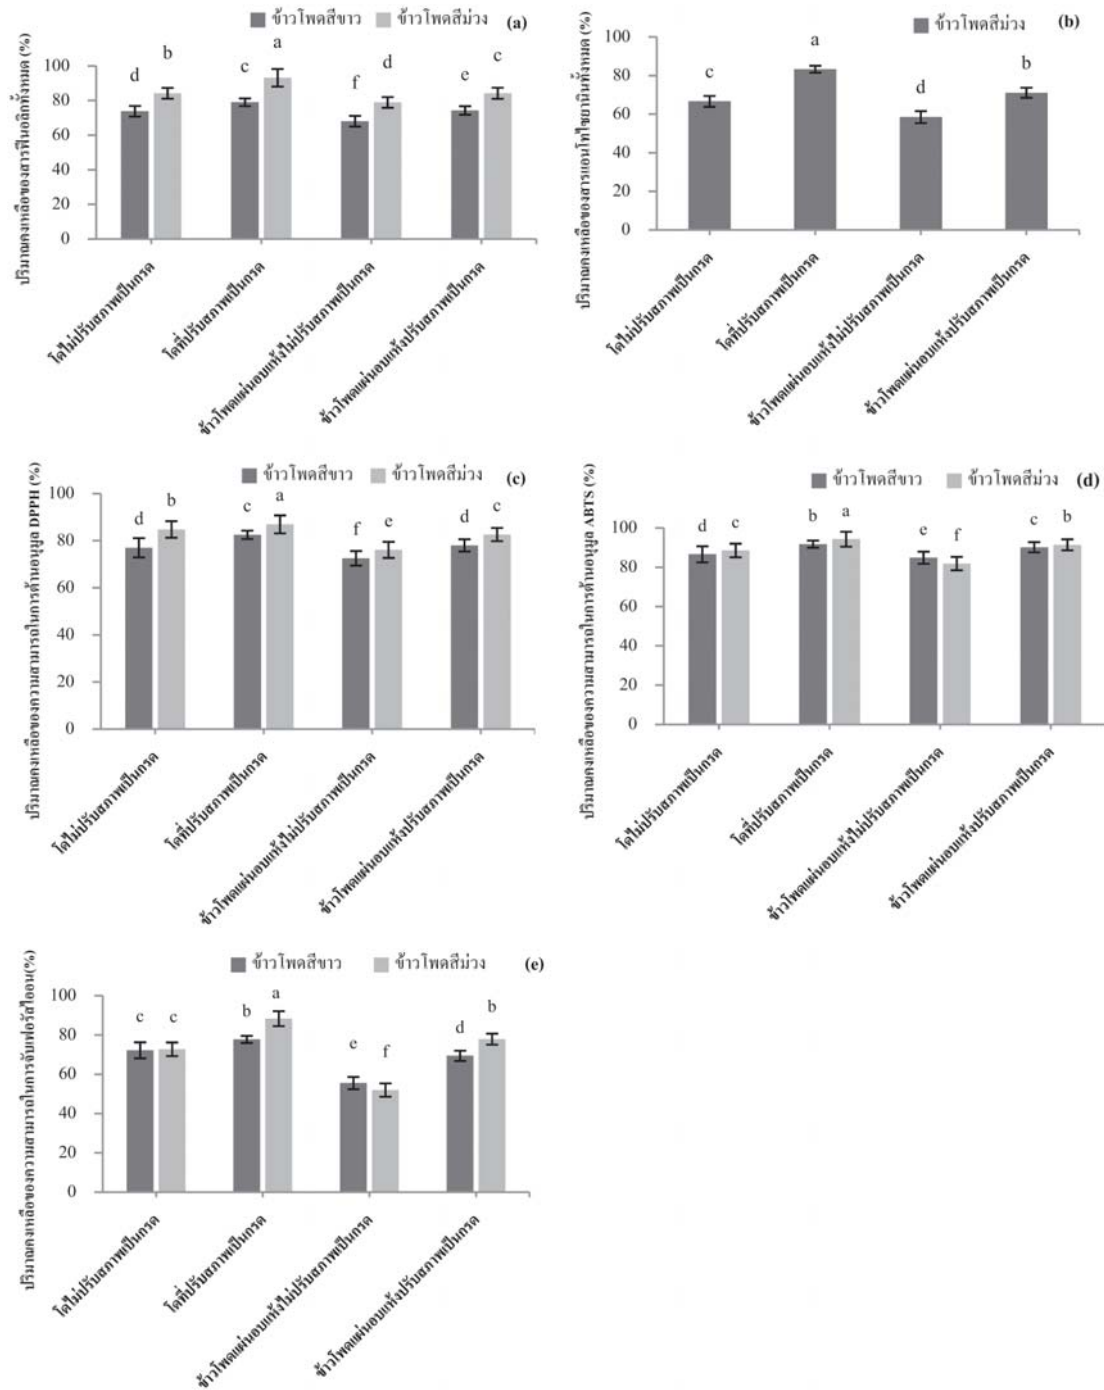 ข้าวโพดสีขาว ข้าวโพดสีม่วง (a)
ปริมาณคงเหลือของสารฟีนอลิกทั้งหมด (%)
100
80
60
40
20
0
d b c a f d e c
โดไม่ปรับสภาพเป็นกรด
โดที่ปรับสภาพเป็นกรด
ข้าวโพดแผ่นอบแห้งไม่ปรับสภาพเป็นกรด
ข้าวโพดแผ่นอบแห้งปรับสภาพเป็นกรด
ข้าวโพดสีม่วง (b)
ปริมาณคงเหลือของสารแอนโทไซยานินทั้งหมด (%)
100
80
60
40
20
0
c a d b
โดไม่ปรับสภาพเป็นกรด
โดที่ปรับสภาพเป็นกรด
ข้าวโพดแผ่นอบแห้งไม่ปรับสภาพเป็นกรด
ข้าวโพดแผ่นอบแห้งปรับสภาพเป็นกรด
ข้าวโพดสีขาว ข้าวโพดสีม่วง (c)
ปริมาณคงเหลือของความสามารถในการต้านอนุมูล DPPH (%)
100
80
60
40
20
0
d b c a f e d c
โดไม่ปรับสภาพเป็นกรด
โดที่ปรับสภาพเป็นกรด
ข้าวโพดแผ่นอบแห้งไม่ปรับสภาพเป็นกรด
ข้าวโพดแผ่นอบแห้งปรับสภาพเป็นกรด
ข้าวโพดสีขาว ข้าวโพดสีม่วง (d)
ปริมาณคงเหลือของความสามารถในการต้านอนุมูล ABTS (%)
100
80
60
40
20
0
d c b a e f c b
โดไม่ปรับสภาพเป็นกรด
โดที่ปรับสภาพเป็นกรด
ข้าวโพดแผ่นอบแห้งไม่ปรับสภาพเป็นกรด
ข้าวโพดแผ่นอบแห้งปรับสภาพเป็นกรด
ข้าวโพดสีขาว ข้าวโพดสีม่วง (e)
ปริมาณคงเหลือของความสามารถในการจับเฟอรัสไอออน(%)
100
80
60
40
20
0
c c b a e f d b
โดไม่ปรับสภาพเป็นกรด
โดที่ปรับสภาพเป็นกรด
ข้าวโพดแผ่นอบแห้งไม่ปรับสภาพเป็นกรด
ข้าวโพดแผ่นอบแห้งปรับสภาพเป็นกรด